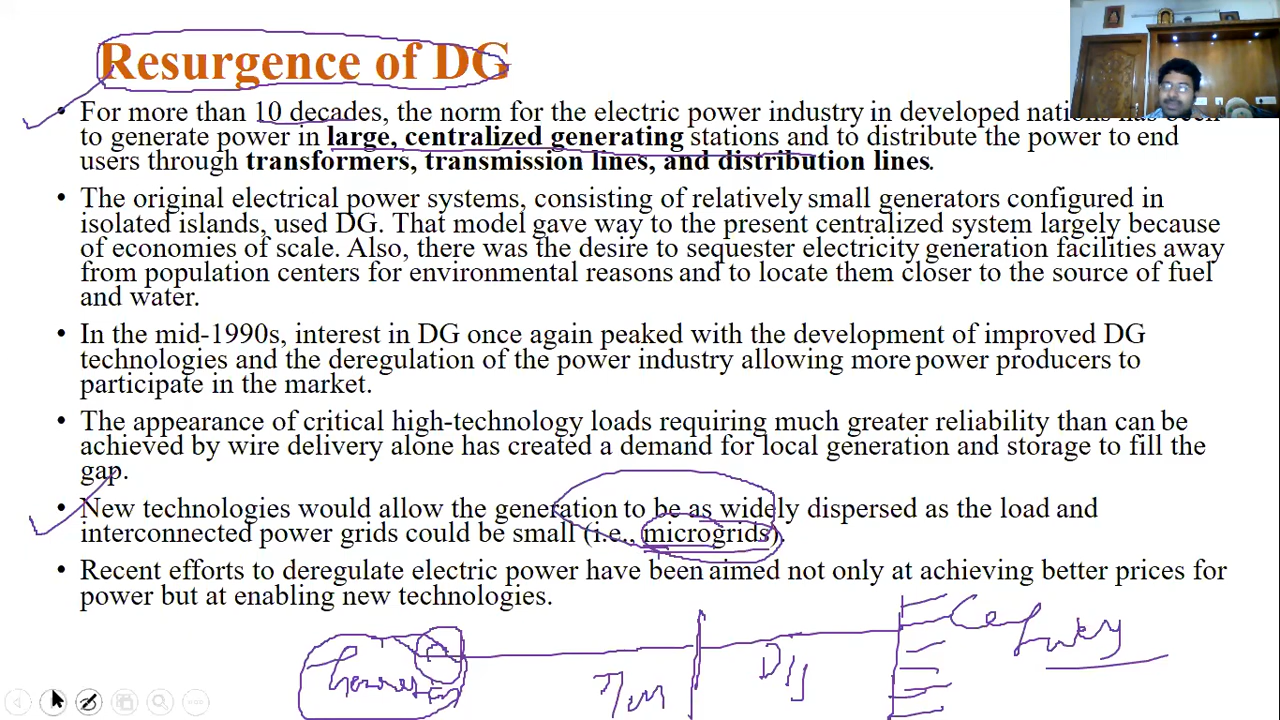 Resurgence of DG
• For more than 10 decades, the norm for the electric power industry in developed nations has been
to generate power in large, centralized generating stations and to distribute the power to end
users through transformers, transmission lines, and distribution lines.
• The original electrical power systems, consisting of relatively small generators configured in
isolated islands, used DG. That model gave way to the present centralized system largely because
of economies of scale. Also, there was the desire to sequester electricity generation facilities away
from population centers for environmental reasons and to locate them closer to the source of fuel
and water.
• In the mid-1990s, interest in DG once again peaked with the development of improved DG
technologies and the deregulation of the power industry allowing more power producers to
participate in the market.
• The appearance of critical high-technology loads requiring much greater reliability than can be
achieved by wire delivery alone has created a demand for local generation and storage to fill the
gap.
• New technologies would allow the generation to be as widely dispersed as the load and
interconnected power grids could be small (i.e., microgrids).
• Recent efforts to deregulate electric power have been aimed not only at achieving better prices for
power but at enabling new technologies.